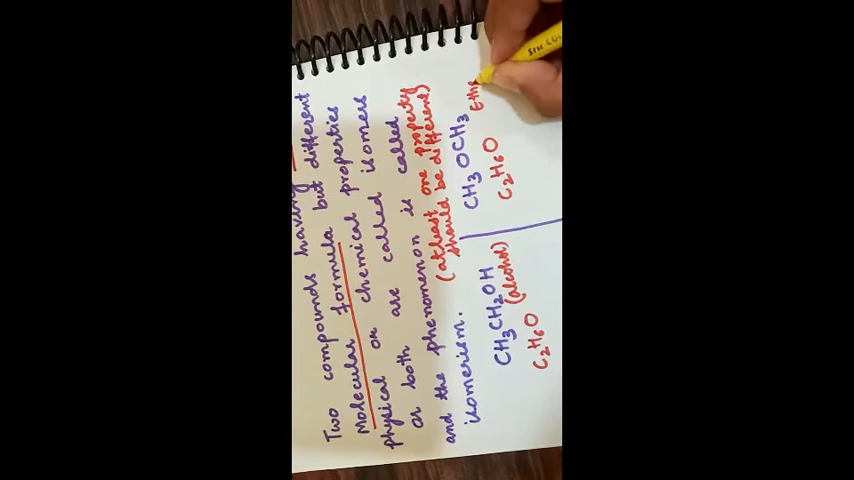 Two compounds having different
Molecular formula but different
physical or chemical properties
or both are called isomers
and the phenomenon is called
isomerism. (atleast one property
should be different)
CH3CH2OH
(alcohol)
C2H6O
CH3OCH3
C2H6O
Ethe